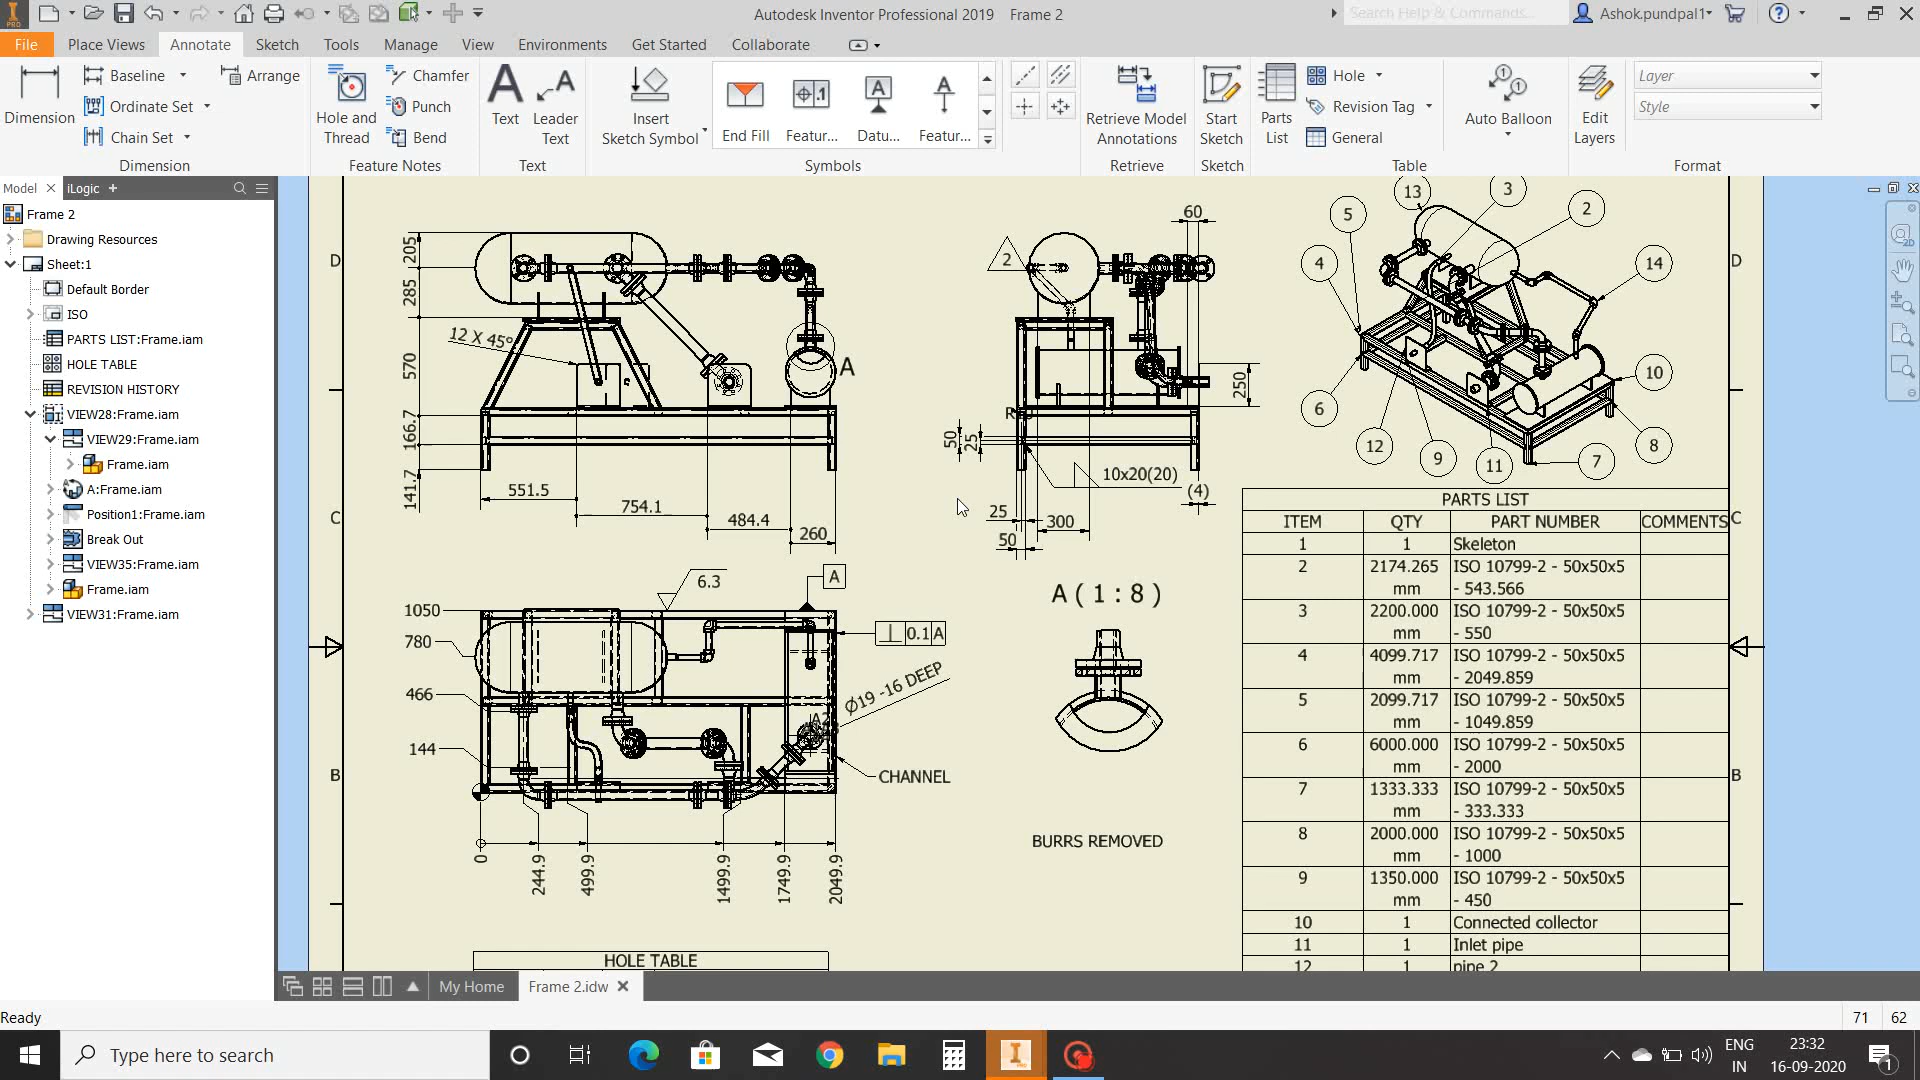 PRO
Autodesk Inventor Professional 2019 Frame 2
Search Help & Commands...
Ashok.pundpal1
File
Place Views
Annotate
Sketch
Tools
Manage
View
Environments
Get Started
Collaborate
Dimension
Baseline
Ordinate Set
Chain Set
Arrange
Dimension
Hole and Thread
Chamfer
Punch
Bend
Feature Notes
Text
Leader Text
Text
Insert Sketch Symbol
End Fill
Featur...
Datu...
Featur...
Symbols
Retrieve Model Annotations
Retrieve
Start Sketch
Sketch
Parts List
Hole
Revision Tag
General
Table
Auto Balloon
Edit Layers
Layer
Style
Format
Model
iLogic
Frame 2
Drawing Resources
Sheet:1
Default Border
ISO
PARTS LIST:Frame.iam
HOLE TABLE
REVISION HISTORY
VIEW28:Frame.iam
VIEW29:Frame.iam
Frame.iam
A:Frame.iam
Position1:Frame.iam
Break Out
VIEW35:Frame.iam
Frame.iam
VIEW31:Frame.iam
D
C
B
205
285
570
166.7
141.7
12 X 45°
A
551.5
754.1
484.4
260
2
60
250
50
25
10x20(20)
(4)
25
300
50
13
3
2
5
4
14
10
6
12
9
11
7
8
D
C
B
1050
780
466
144
6.3
A
0.1 A
Ø19 -16 DEEP
A2
CHANNEL
0
244.9
499.9
1499.9
1749.9
2049.9
A ( 1 : 8 )
BURRS REMOVED
HOLE TABLE
PARTS LIST
ITEM QTY PART NUMBER COMMENTS
1 1 Skeleton
2 2174.265 mm ISO 10799-2 - 50x50x5 - 543.566
3 2200.000 mm ISO 10799-2 - 50x50x5 - 550
4 4099.717 mm ISO 10799-2 - 50x50x5 - 2049.859
5 2099.717 mm ISO 10799-2 - 50x50x5 - 1049.859
6 6000.000 mm ISO 10799-2 - 50x50x5 - 2000
7 1333.333 mm ISO 10799-2 - 50x50x5 - 333.333
8 2000.000 mm ISO 10799-2 - 50x50x5 - 1000
9 1350.000 mm ISO 10799-2 - 50x50x5 - 450
10 1 Connected collector
11 1 Inlet pipe
12 1 pipe 2
My Home
Frame 2.idw
Ready
71 62
Type here to search
ENG
IN
23:32
16-09-2020
1